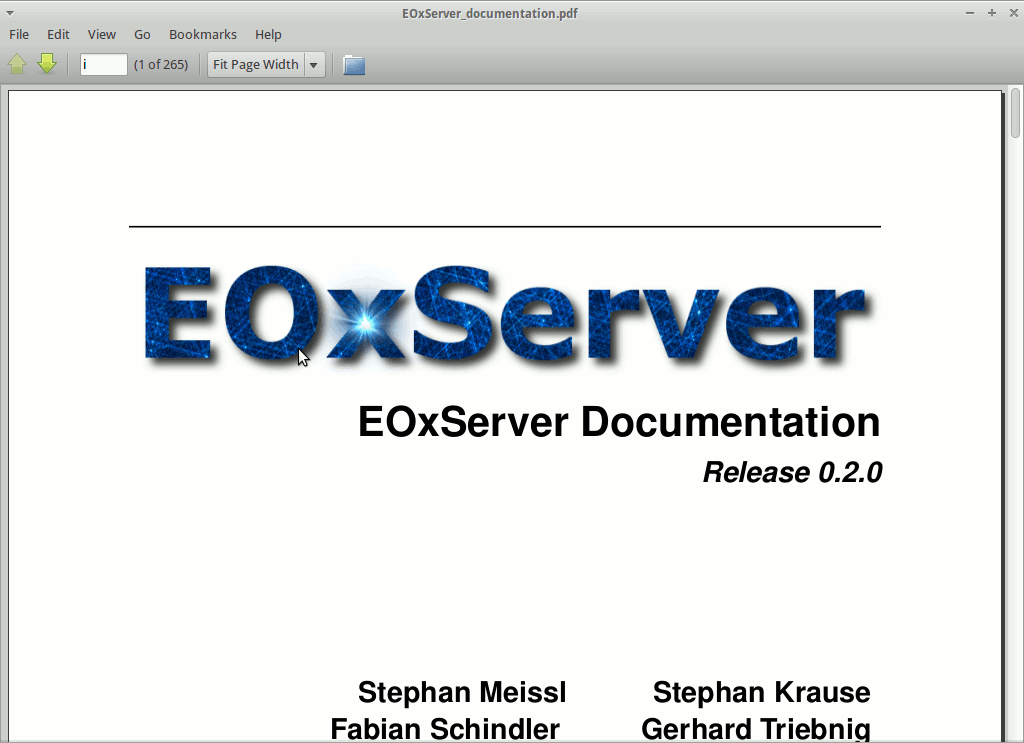 EOxServer_documentation.pdf
File Edit View Go Bookmarks Help
i (1 of 265) Fit Page Width
EOxServer
EOxServer Documentation
Release 0.2.0
Stephan Meissl Stephan Krause
Fabian Schindler Gerhard Triebnig